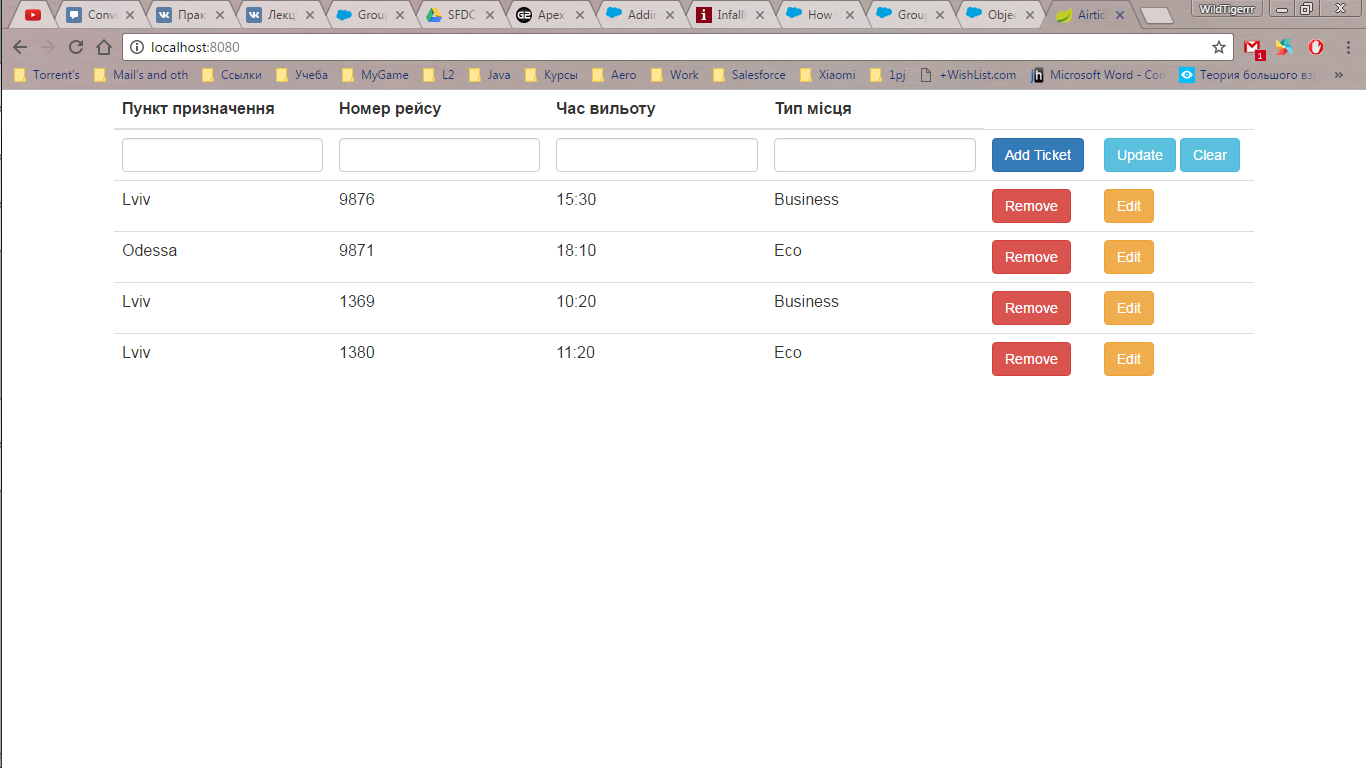 Conv Прак Лекц Group SFDC G2 Apex Addin i Infalli How Group Objec Airtic WildTigerrr
localhost:8080 1
Torrent's Mail's and oth Ссылки Учеба MyGame L2 Java Курсы Aero Work Salesforce Xiaomi 1pj +WishList.com jh Microsoft Word - Con Теория большого вз »
Пункт призначення Номер рейсу Час вильоту Тип місця
Add Ticket Update Clear
Lviv 9876 15:30 Business Remove Edit
Odessa 9871 18:10 Eco Remove Edit
Lviv 1369 10:20 Business Remove Edit
Lviv 1380 11:20 Eco Remove Edit